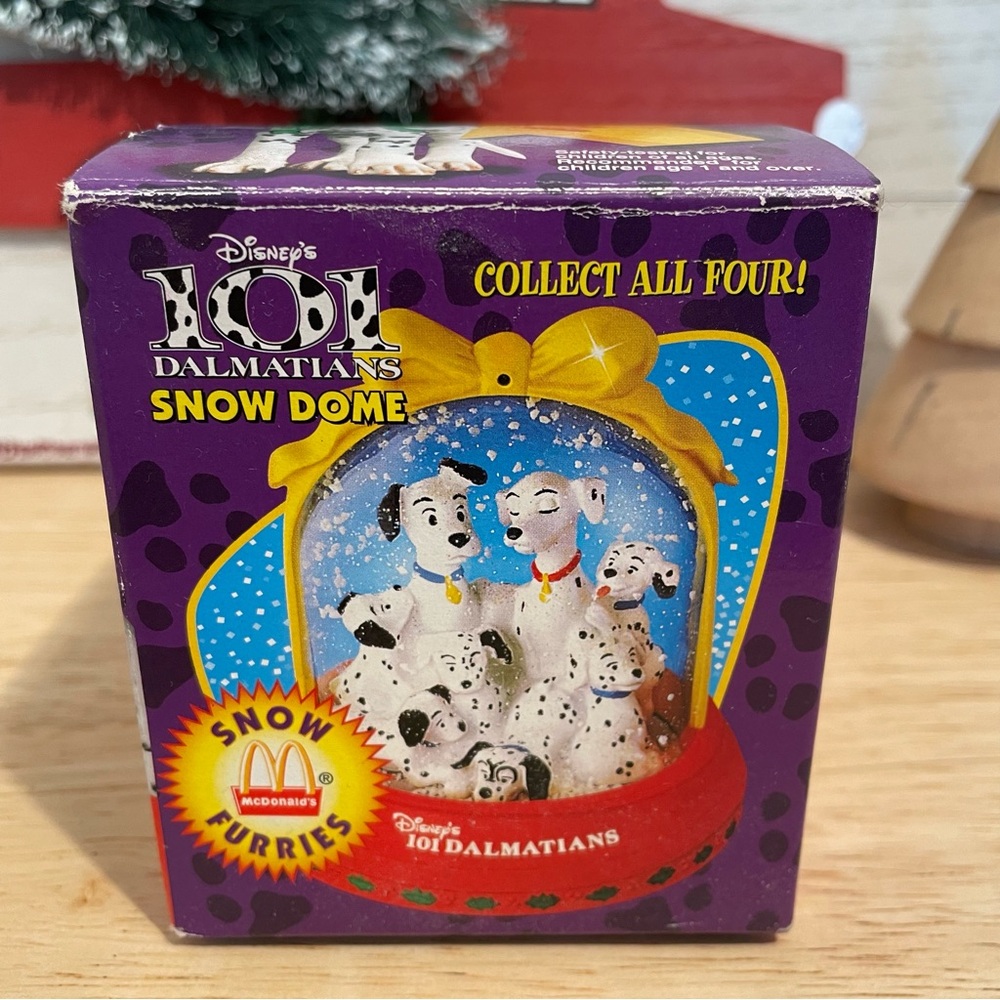 Safety-tested for
children of all ages.
Recommended for
children age 1 and over.
Disney's
101
DALMATIANS
SNOW DOME
COLLECT ALL FOUR!
SNOW
McDonald's®
FURRIES
Disney's
101 DALMATIANS